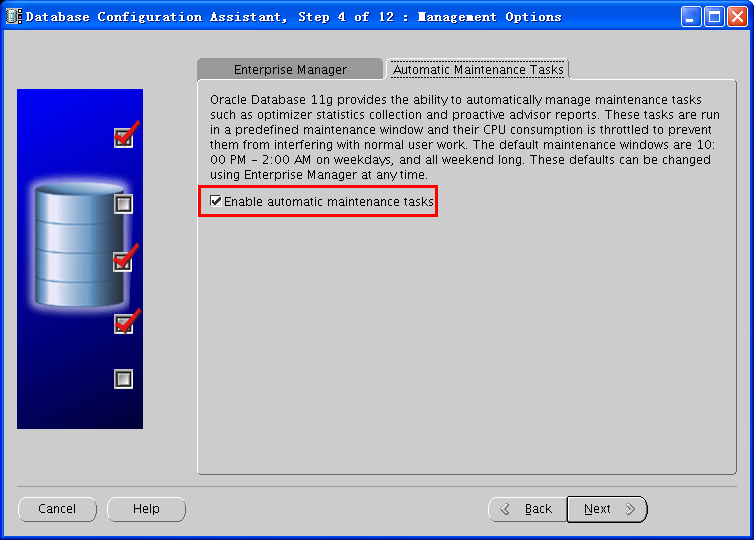 Database Configuration Assistant, Step 4 of 12 : Management Options
Enterprise Manager
Automatic Maintenance Tasks
Oracle Database 11g provides the ability to automatically manage maintenance tasks
such as optimizer statistics collection and proactive advisor reports. These tasks are run
in a predefined maintenance window and their CPU consumption is throttled to prevent
them from interfering with normal user work. The default maintenance windows are 10:
00 PM - 2:00 AM on weekdays, and all weekend long. These defaults can be changed
using Enterprise Manager at any time.
Enable automatic maintenance tasks
Cancel
Help
Back
Next